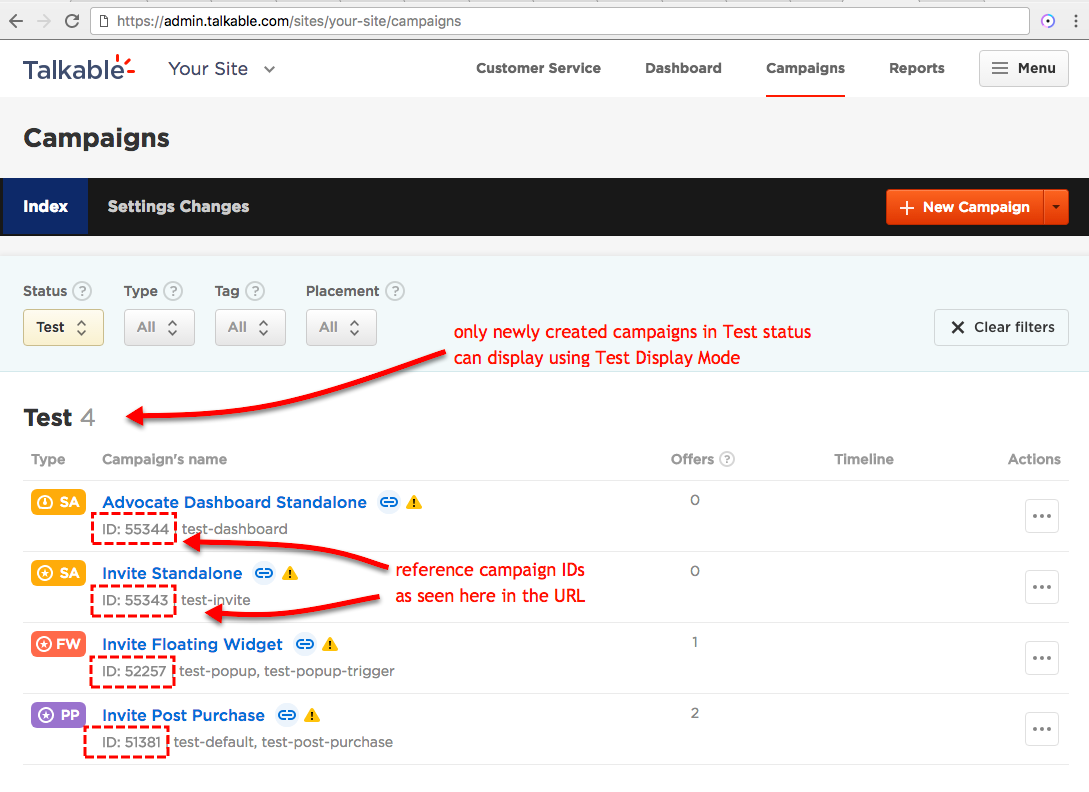 https://admin.talkable.com/sites/your-site/campaigns
Talkable Your Site Customer Service Dashboard Campaigns Reports Menu
Campaigns
Index Settings Changes + New Campaign
Status ? Type ? Tag ? Placement ?
Test All All All Clear filters
only newly created campaigns in Test status
can display using Test Display Mode
Test 4
Type Campaign's name Offers ? Timeline Actions
SA Advocate Dashboard Standalone 0
ID: 55344 test-dashboard
SA Invite Standalone 0
ID: 55343 test-invite
reference campaign IDs
as seen here in the URL
FW Invite Floating Widget 1
ID: 52257 test-popup, test-popup-trigger
PP Invite Post Purchase 2
ID: 51381 test-default, test-post-purchase